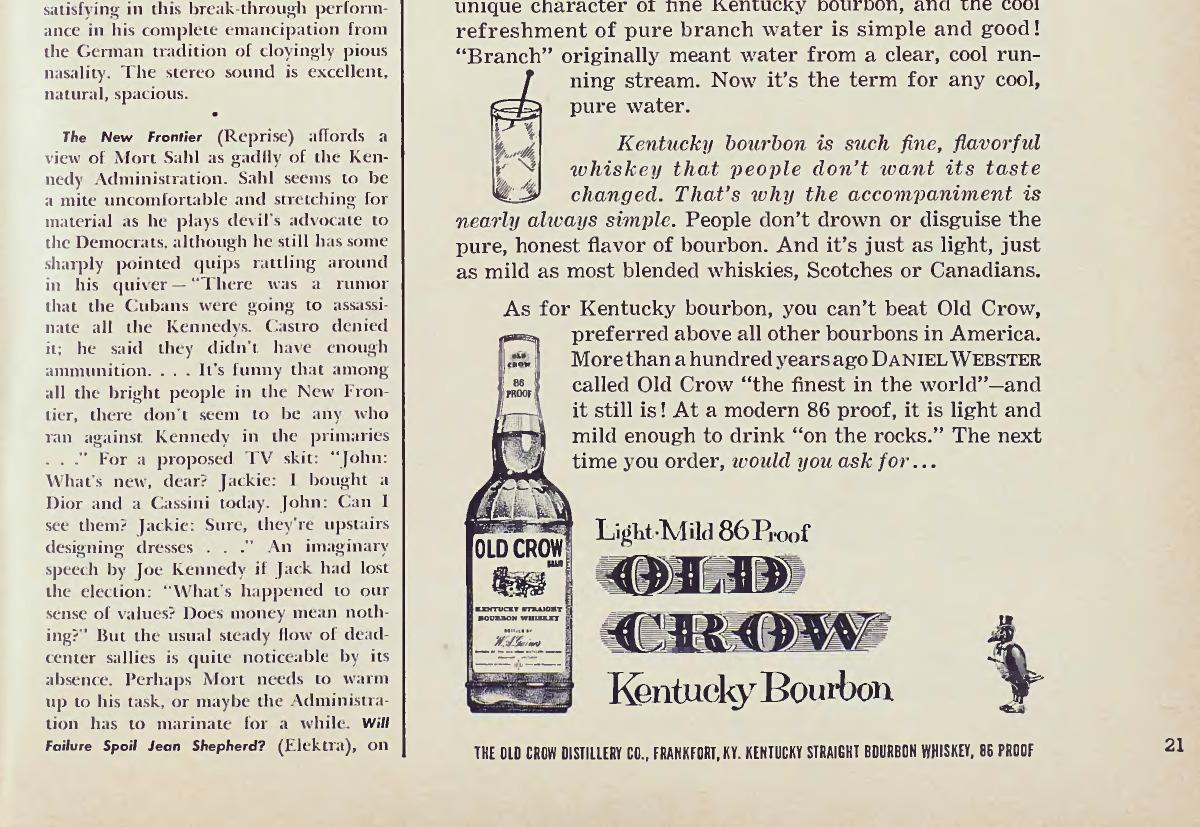 satisfying in this break-through perform-
ance in his complete emancipation from
the German tradition of cloyingly pious
nasality. The stereo sound is excellent,
natural, spacious.
•
The New Frontier (Reprise) affords a
view of Mort Sahl as gadfly of the Ken-
nedy Administration. Sahl seems to be
a mite uncomfortable and stretching for
material as he plays devil's advocate to
the Democrats, although he still has some
sharply pointed quips rattling around
in his quiver — "There was a rumor
that the Cubans were going to assassi-
nate all the Kennedys. Castro denied
it; he said they didn't have enough
ammunition. . . . It's funny that among
all the bright people in the New Fron-
tier, there don't seem to be any who
ran against Kennedy in the primaries
. . ." For a proposed TV skit: "John:
What's new, dear? Jackie: I bought a
Dior and a Cassini today. John: Can I
see them? Jackie: Sure, they're upstairs
designing dresses . . ." An imaginary
speech by Joe Kennedy if Jack had lost
the election: "What's happened to our
sense of values? Does money mean noth-
ing?" But the usual steady flow of dead-
center sallies is quite noticeable by its
absence. Perhaps Mort needs to warm
up to his task, or maybe the Administra-
tion has to marinate for a while. Will
Failure Spoil Jean Shepherd? (Elektra), on
unique character of fine Kentucky bourbon, and the cool
refreshment of pure branch water is simple and good!
"Branch" originally meant water from a clear, cool run-
ning stream. Now it's the term for any cool,
pure water.
Kentucky bourbon is such fine, flavorful
whiskey that people don't want its taste
changed. That's why the accompaniment is
nearly always simple. People don't drown or disguise the
pure, honest flavor of bourbon. And it's just as light, just
as mild as most blended whiskies, Scotches or Canadians.
As for Kentucky bourbon, you can't beat Old Crow,
preferred above all other bourbons in America.
More than a hundred years ago DANIEL WEBSTER
called Old Crow "the finest in the world"—and
it still is! At a modern 86 proof, it is light and
mild enough to drink "on the rocks." The next
time you order, would you ask for...
OLD
CROW
86
PROOF
OLD CROW
BRAND
KENTUCKY STRAIGHT
BOURBON WHISKEY
DISTILLED BY
Light·Mild 86 Proof
OLD
CROW
Kentucky Bourbon
THE OLD CROW DISTILLERY CO., FRANKFORT, KY. KENTUCKY STRAIGHT BOURBON WHISKEY, 86 PROOF
21